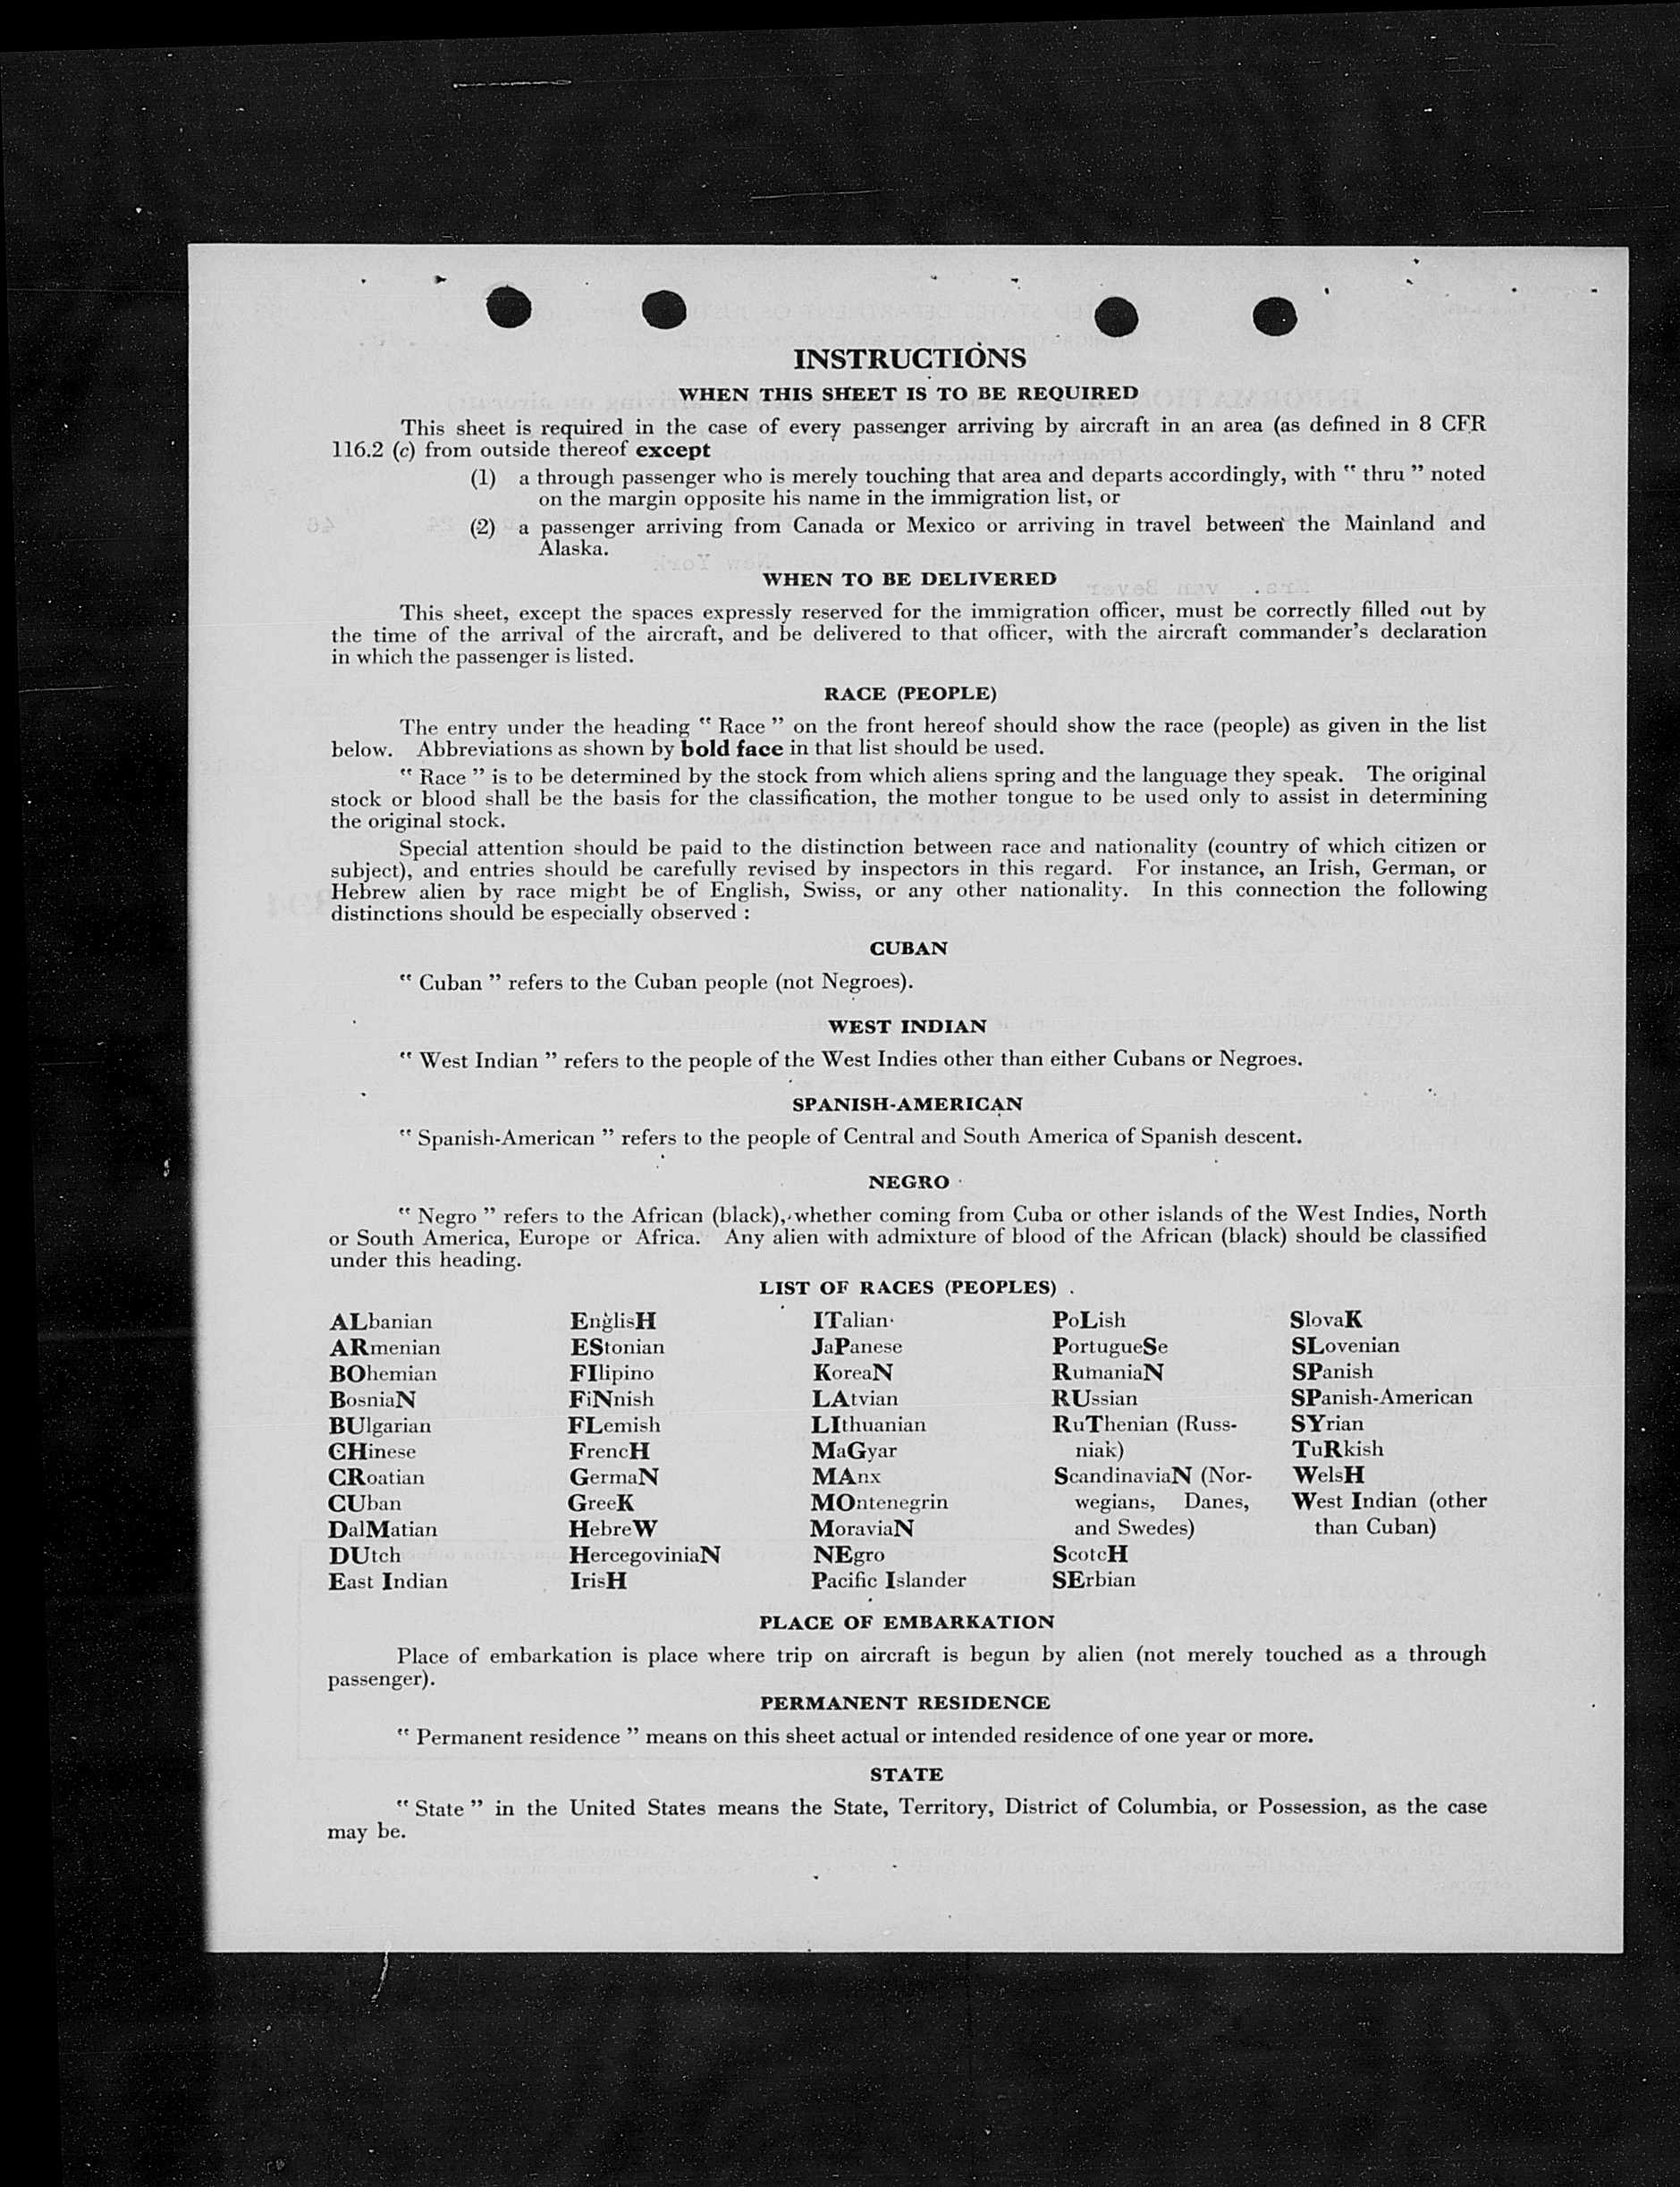 INSTRUCTIONS
WHEN THIS SHEET IS TO BE REQUIRED
This sheet is required in the case of every passenger arriving by aircraft in an area (as defined in 8 CFR
116.2 (c) from outside thereof except
(1) a through passenger who is merely touching that area and departs accordingly, with " thru " noted
on the margin opposite his name in the immigration list, or
(2) a passenger arriving from Canada or Mexico or arriving in travel between the Mainland and
Alaska.
WHEN TO BE DELIVERED
This sheet, except the spaces expressly reserved for the immigration officer, must be correctly filled out by
the time of the arrival of the aircraft, and be delivered to that officer, with the aircraft commander's declaration
in which the passenger is listed.
RACE (PEOPLE)
The entry under the heading " Race " on the front hereof should show the race (people) as given in the list
below. Abbreviations as shown by bold face in that list should be used.
" Race " is to be determined by the stock from which aliens spring and the language they speak. The original
stock or blood shall be the basis for the classification, the mother tongue to be used only to assist in determining
the original stock.
Special attention should be paid to the distinction between race and nationality (country of which citizen or
subject), and entries should be carefully revised by inspectors in this regard. For instance, an Irish, German, or
Hebrew alien by race might be of English, Swiss, or any other nationality. In this connection the following
distinctions should be especially observed :
CUBAN
" Cuban " refers to the Cuban people (not Negroes).
WEST INDIAN
" West Indian " refers to the people of the West Indies other than either Cubans or Negroes.
SPANISH-AMERICAN
" Spanish-American " refers to the people of Central and South America of Spanish descent.
NEGRO
" Negro " refers to the African (black), whether coming from Cuba or other islands of the West Indies, North
or South America, Europe or Africa. Any alien with admixture of blood of the African (black) should be classified
under this heading.
LIST OF RACES (PEOPLES) .
ALbanian
ARmenian
BOhemian
BosniaN
BUlgarian
CHinese
CRoatian
CUban
DalMatian
DUtch
East Indian
EnglisH
EStonian
FIlipino
FiNnish
FLemish
FrencH
GermaN
GreeK
HebreW
HercegoviniaN
IrisH
ITalian
JaPanese
KoreaN
LAtvian
LIthuanian
MaGyar
MAnx
MOntenegrin
MoraviaN
NEgro
Pacific Islander
PoLish
PortugueSe
RumaniaN
RUssian
RuThenian (Russ-
niak)
ScandinaviaN (Nor-
wegians, Danes,
and Swedes)
ScotcH
SErbian
SlovaK
SLovenian
SPanish
SPanish-American
SYrian
TuRkish
WelsH
West Indian (other
than Cuban)
PLACE OF EMBARKATION
Place of embarkation is place where trip on aircraft is begun by alien (not merely touched as a through
passenger).
PERMANENT RESIDENCE
" Permanent residence " means on this sheet actual or intended residence of one year or more.
STATE
" State " in the United States means the State, Territory, District of Columbia, or Possession, as the case
may be.